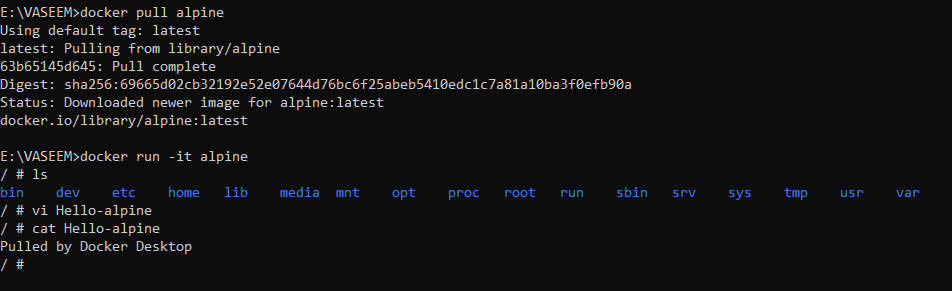 E:\VASEEM>docker pull alpine
Using default tag: latest
latest: Pulling from library/alpine
63b65145d645: Pull complete
Digest: sha256:69665d02cb32192e52e07644d76bc6f25abeb5410edc1c7a81a10ba3f0efb90a
Status: Downloaded newer image for alpine:latest
docker.io/library/alpine:latest
E:\VASEEM>docker run -it alpine
/ # ls
bin dev etc home lib media mnt opt proc root run sbin srv sys tmp usr var
/ # vi Hello-alpine
/ # cat Hello-alpine
Pulled by Docker Desktop
/ #